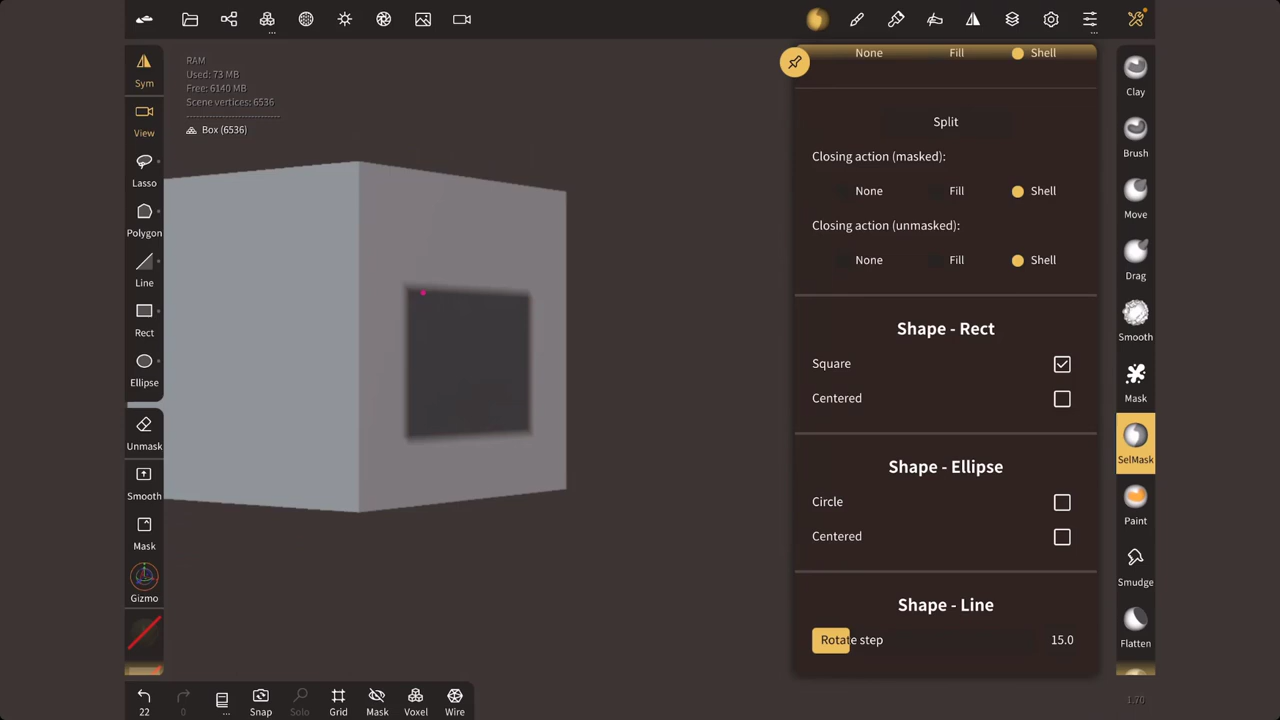 ...
...
RAM
Used: 73 MB
Free: 6140 MB
Scene vertices: 6536
Box (6536)
Sym
View
Lasso
Polygon
Line
Rect
Ellipse
Unmask
Smooth
Mask
Gizmo
None Fill Shell
Split
Closing action (masked):
None Fill Shell
Closing action (unmasked):
None Fill Shell
Shape - Rect
Square
Centered
Shape - Ellipse
Circle
Centered
Shape - Line
Rotate step 15.0
Clay
Brush
Move
Drag
Smooth
Mask
SelMask
Paint
Smudge
Flatten
22
0
...
Snap
Solo
Grid
Mask
Voxel
Wire
1.70